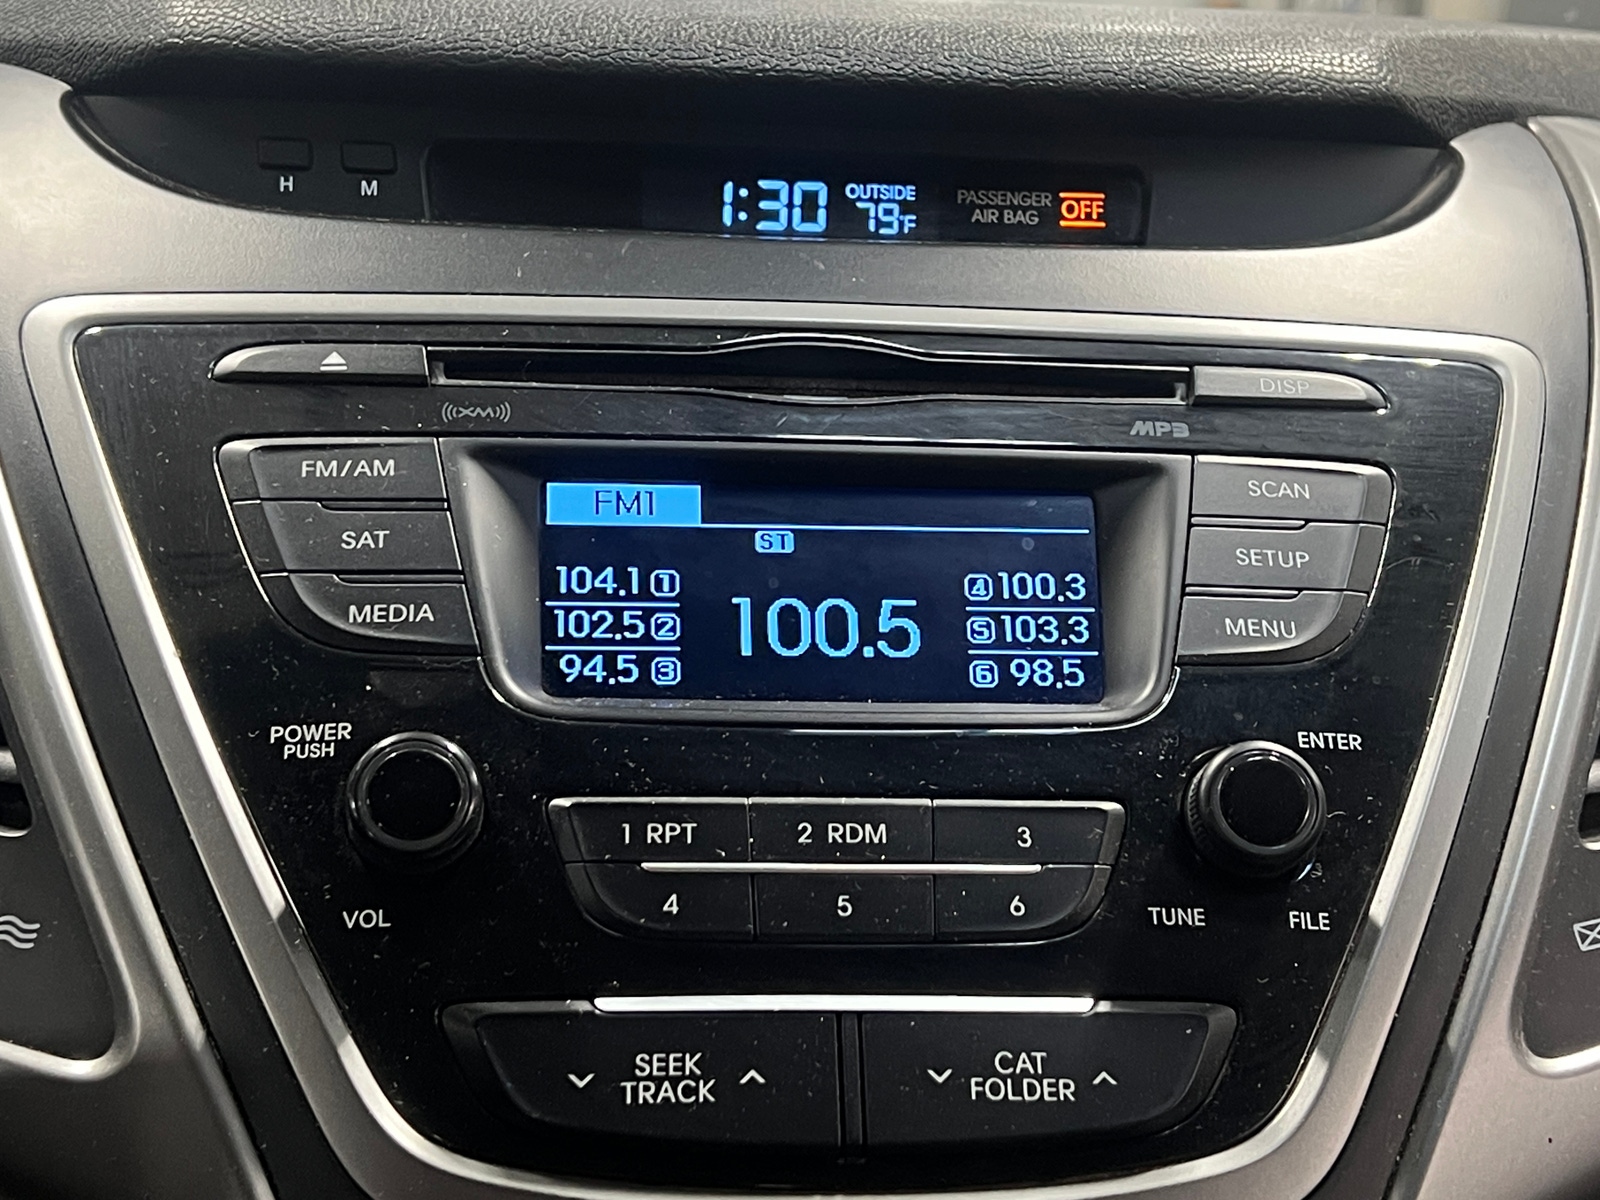 H M
1:30
OUTSIDE
79°F
PASSENGER
AIR BAG
OFF
DISP
((XM))
MP3
FM/AM
SAT
MEDIA
FM1
ST
104.1 1
102.5 2
94.5 3
100.5
4 100.3
5 103.3
6 98.5
SCAN
SETUP
MENU
POWER
PUSH
VOL
1 RPT
2 RDM
3
4
5
6
ENTER
TUNE
FILE
SEEK
TRACK
CAT
FOLDER